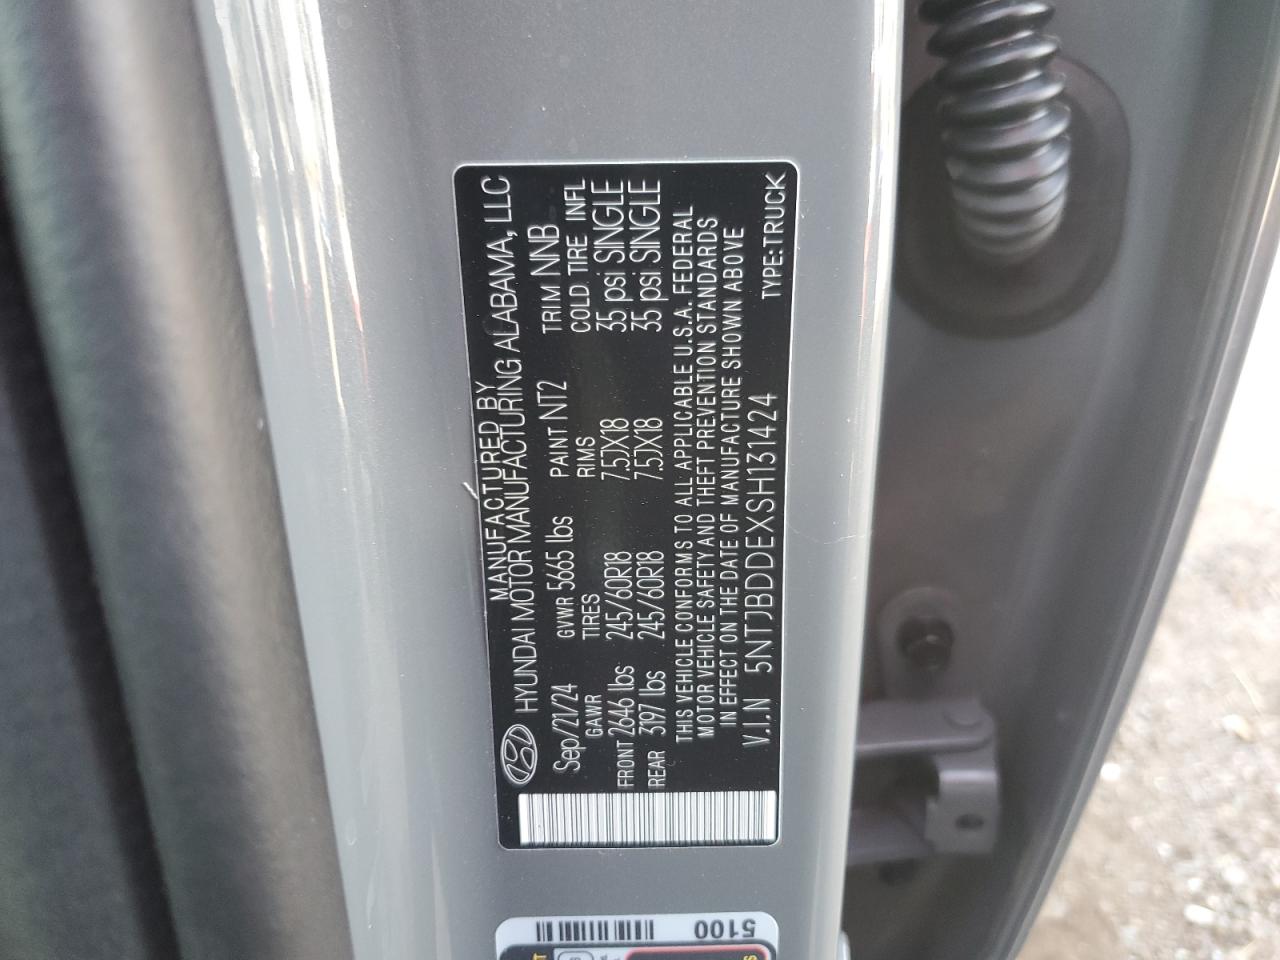 MANUFACTURED BY
HYUNDAI MOTOR MANUFACTURING ALABAMA, LLC
Sep/21/24 GVWR 5665 lbs PAINT NT2 TRIM NNB
GAWR TIRES RIMS COLD TIRE INFL
FRONT 2646 lbs 245/60R18 7.5JX18 35 psi SINGLE
REAR 3197 lbs 245/60R18 7.5JX18 35 psi SINGLE
THIS VEHICLE CONFORMS TO ALL APPLICABLE U.S.A. FEDERAL
MOTOR VEHICLE SAFETY AND THEFT PREVENTION STANDARDS
IN EFFECT ON THE DATE OF MANUFACTURE SHOWN ABOVE
V.I.N 5NTJBDDEXSH131424 TYPE:TRUCK
5100